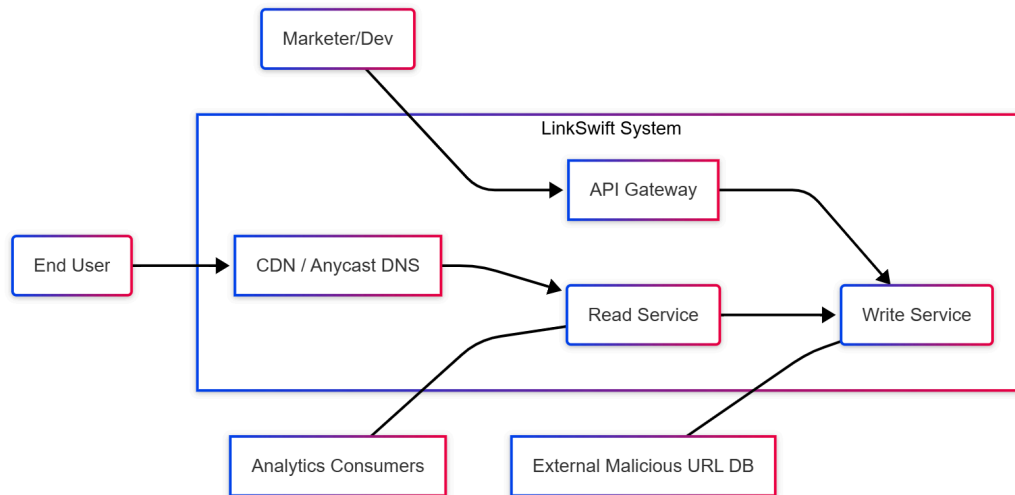 Marketer/Dev
LinkSwift System
API Gateway
End User
CDN / Anycast DNS
Read Service
Write Service
Analytics Consumers
External Malicious URL DB